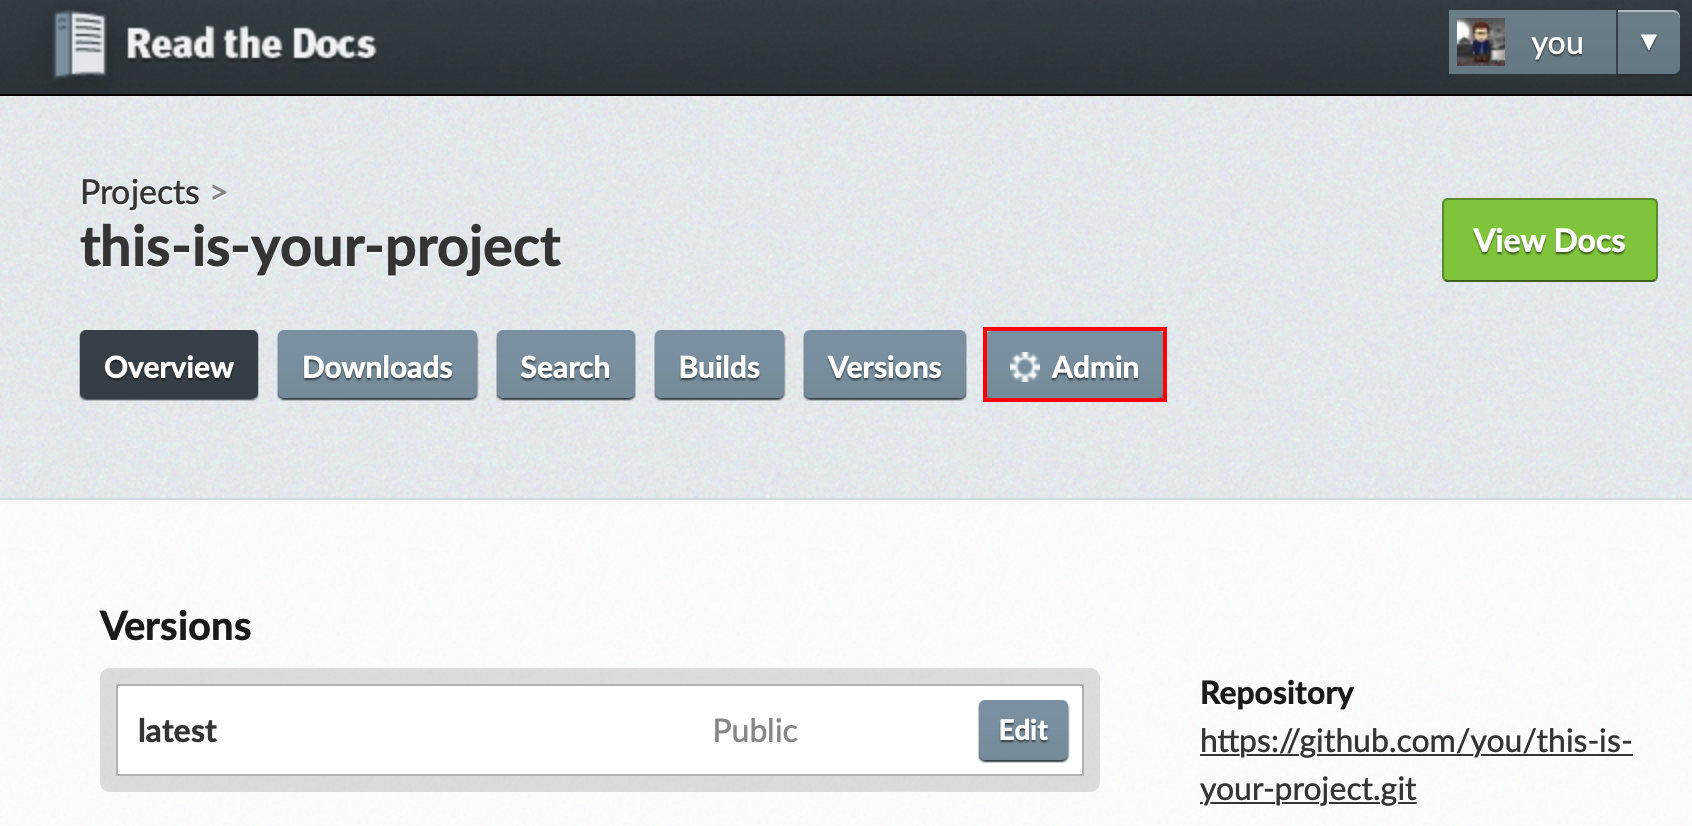 Read the Docs
you
Projects >
this-is-your-project
View Docs
Overview
Downloads
Search
Builds
Versions
Admin
Versions
latest
Public
Edit
Repository
https://github.com/you/this-is-
your-project.git